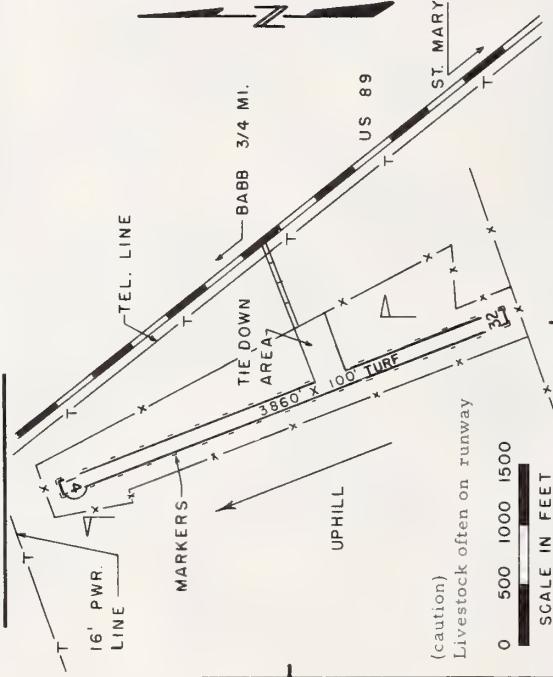 N
ST. MARY
US 89
BABB 3/4 MI.
TEL. LINE
T
T
T
T
T
TIE DOWN
AREA
3860' X 100' TURF
32
4
MARKERS
UPHILL
16' PWR.
LINE
T
T
(caution)
Livestock often on runway
0 500 1000 1500
SCALE IN FEET